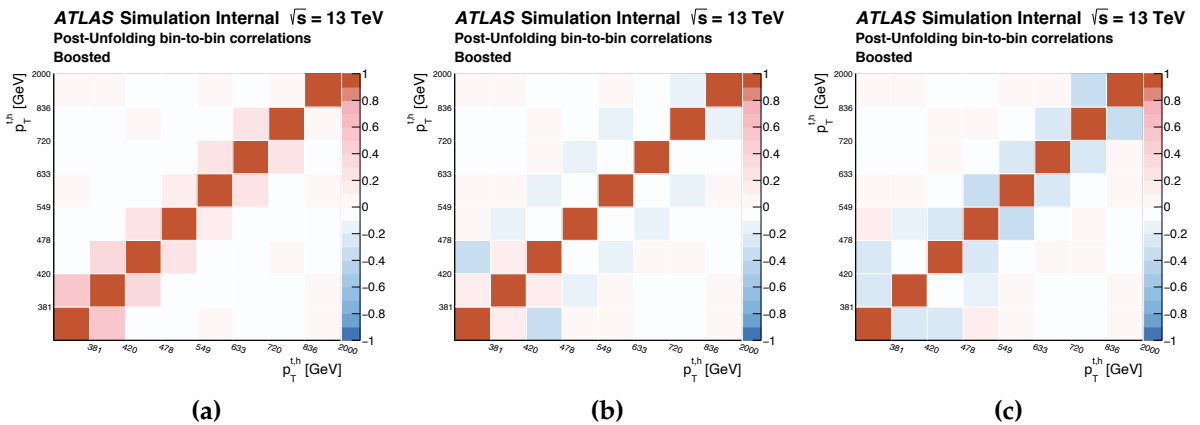 ATLAS Simulation Internal √s = 13 TeV
Post-Unfolding bin-to-bin correlations
Boosted
p_T^{t,h} [GeV]
2000
836
720
633
549
478
420
381
381 420 478 549 633 720 836 2000
p_T^{t,h} [GeV]
1
0.8
0.6
0.4
0.2
0
−0.2
−0.4
−0.6
−0.8
−1
(a)
ATLAS Simulation Internal √s = 13 TeV
Post-Unfolding bin-to-bin correlations
Boosted
p_T^{t,h} [GeV]
2000
836
720
633
549
478
420
381
381 420 478 549 633 720 836 2000
p_T^{t,h} [GeV]
1
0.8
0.6
0.4
0.2
0
−0.2
−0.4
−0.6
−0.8
−1
(b)
ATLAS Simulation Internal √s = 13 TeV
Post-Unfolding bin-to-bin correlations
Boosted
p_T^{t,h} [GeV]
2000
836
720
633
549
478
420
381
381 420 478 549 633 720 836 2000
p_T^{t,h} [GeV]
1
0.8
0.6
0.4
0.2
0
−0.2
−0.4
−0.6
−0.8
−1
(c)